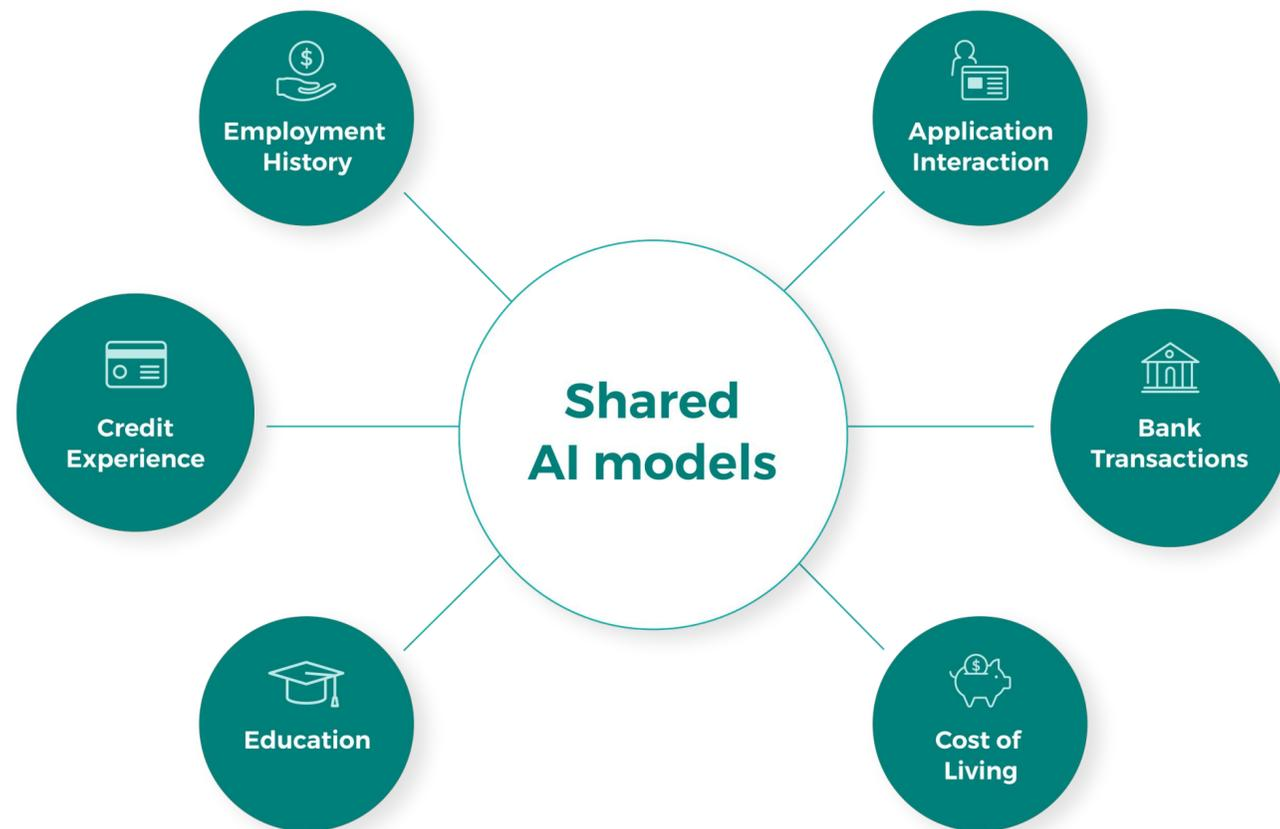 Employment
History
Application
Interaction
Credit
Experience
Shared
AI models
Bank
Transactions
Education
Cost of
Living